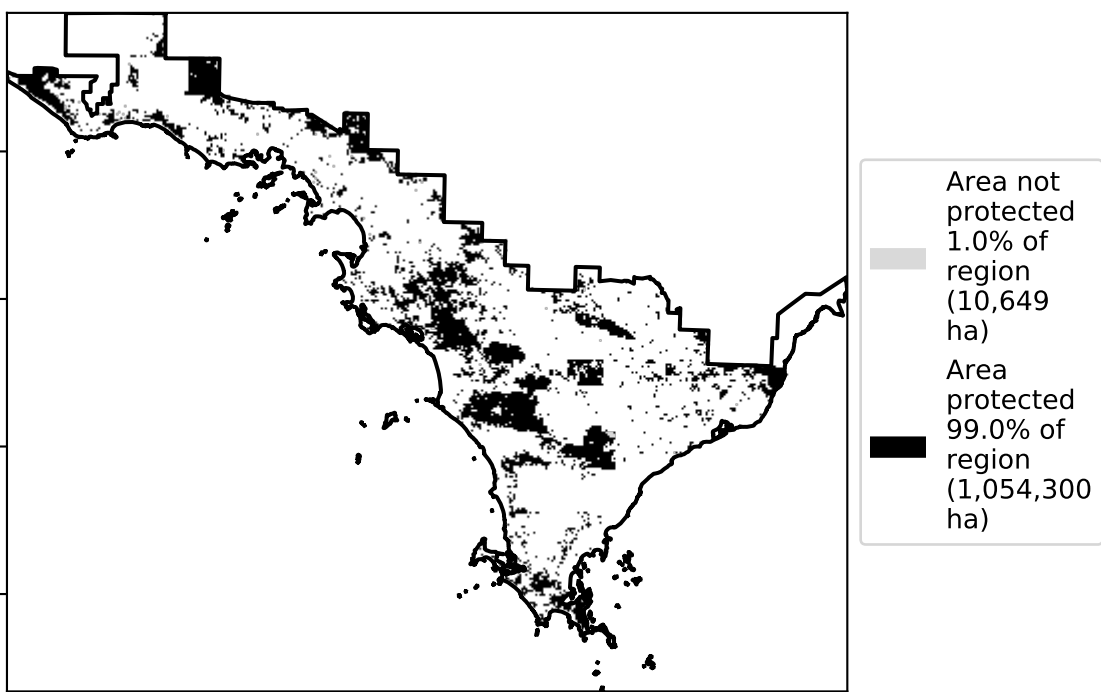 Area not
protected
1.0% of
region
(10,649
ha)
Area
protected
99.0% of
region
(1,054,300
ha)